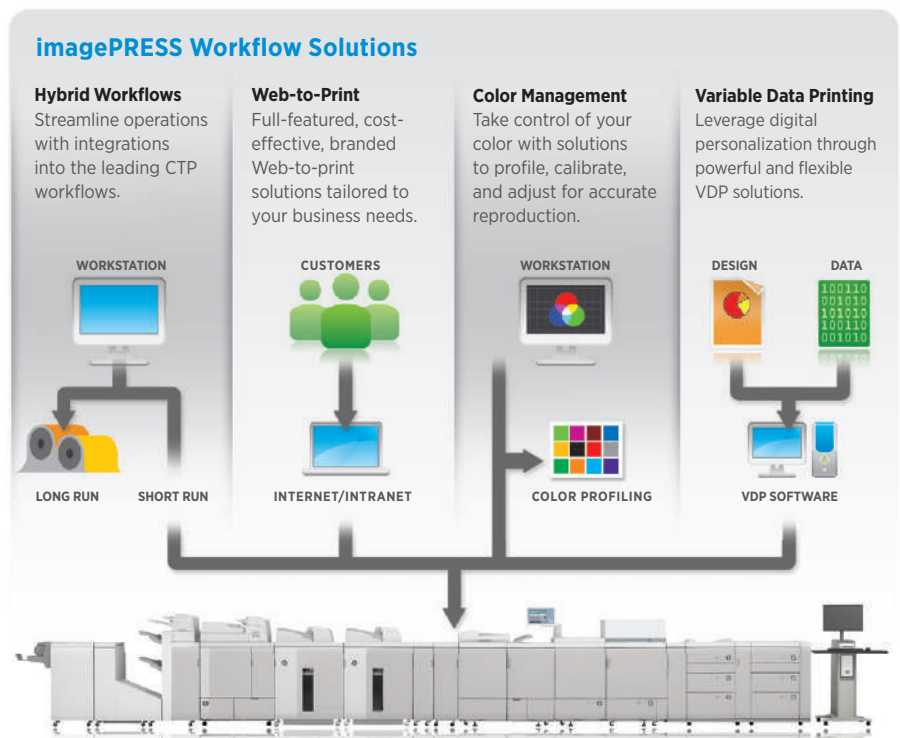 imagePRESS Workflow Solutions
Hybrid Workflows
Streamline operations
with integrations
into the leading CTP
workflows.
Web-to-Print
Full-featured, cost-
effective, branded
Web-to-print
solutions tailored to
your business needs.
Color Management
Take control of your
color with solutions
to profile, calibrate,
and adjust for accurate
reproduction.
Variable Data Printing
Leverage digital
personalization through
powerful and flexible
VDP solutions.
WORKSTATION
CUSTOMERS
WORKSTATION
DESIGN
DATA
100110
001010
101010
100110
001010
LONG RUN
SHORT RUN
INTERNET/INTRANET
COLOR PROFILING
VDP SOFTWARE